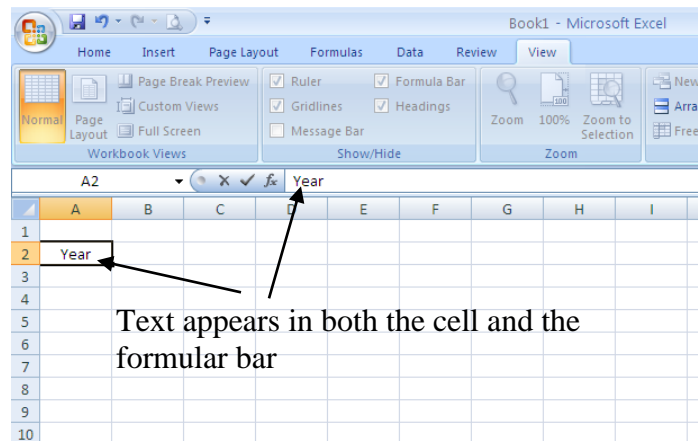 Book1 - Microsoft Excel
Home Insert Page Layout Formulas Data Review View
Normal Page Layout Page Break Preview Custom Views Full Screen
Workbook Views
Ruler Formula Bar
Gridlines Headings
Message Bar
Show/Hide
Zoom 100% Zoom to Selection
Zoom
New
Arra
Free
A2 fx Year
A B C D E F G H I
1
2 Year
3
4
5
6
7
8
9
10
Text appears in both the cell and the
formular bar